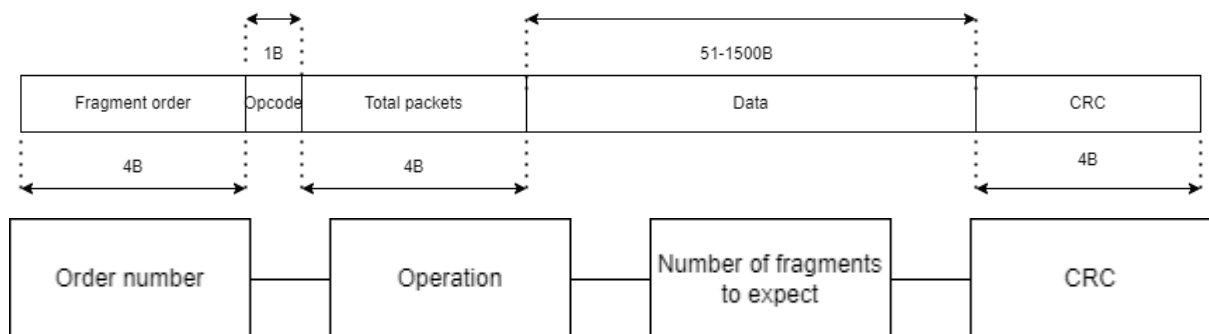 1B
51-1500B
Fragment order
Opcode
Total packets
Data
CRC
4B
4B
4B
Order number
Operation
Number of fragments
to expect
CRC